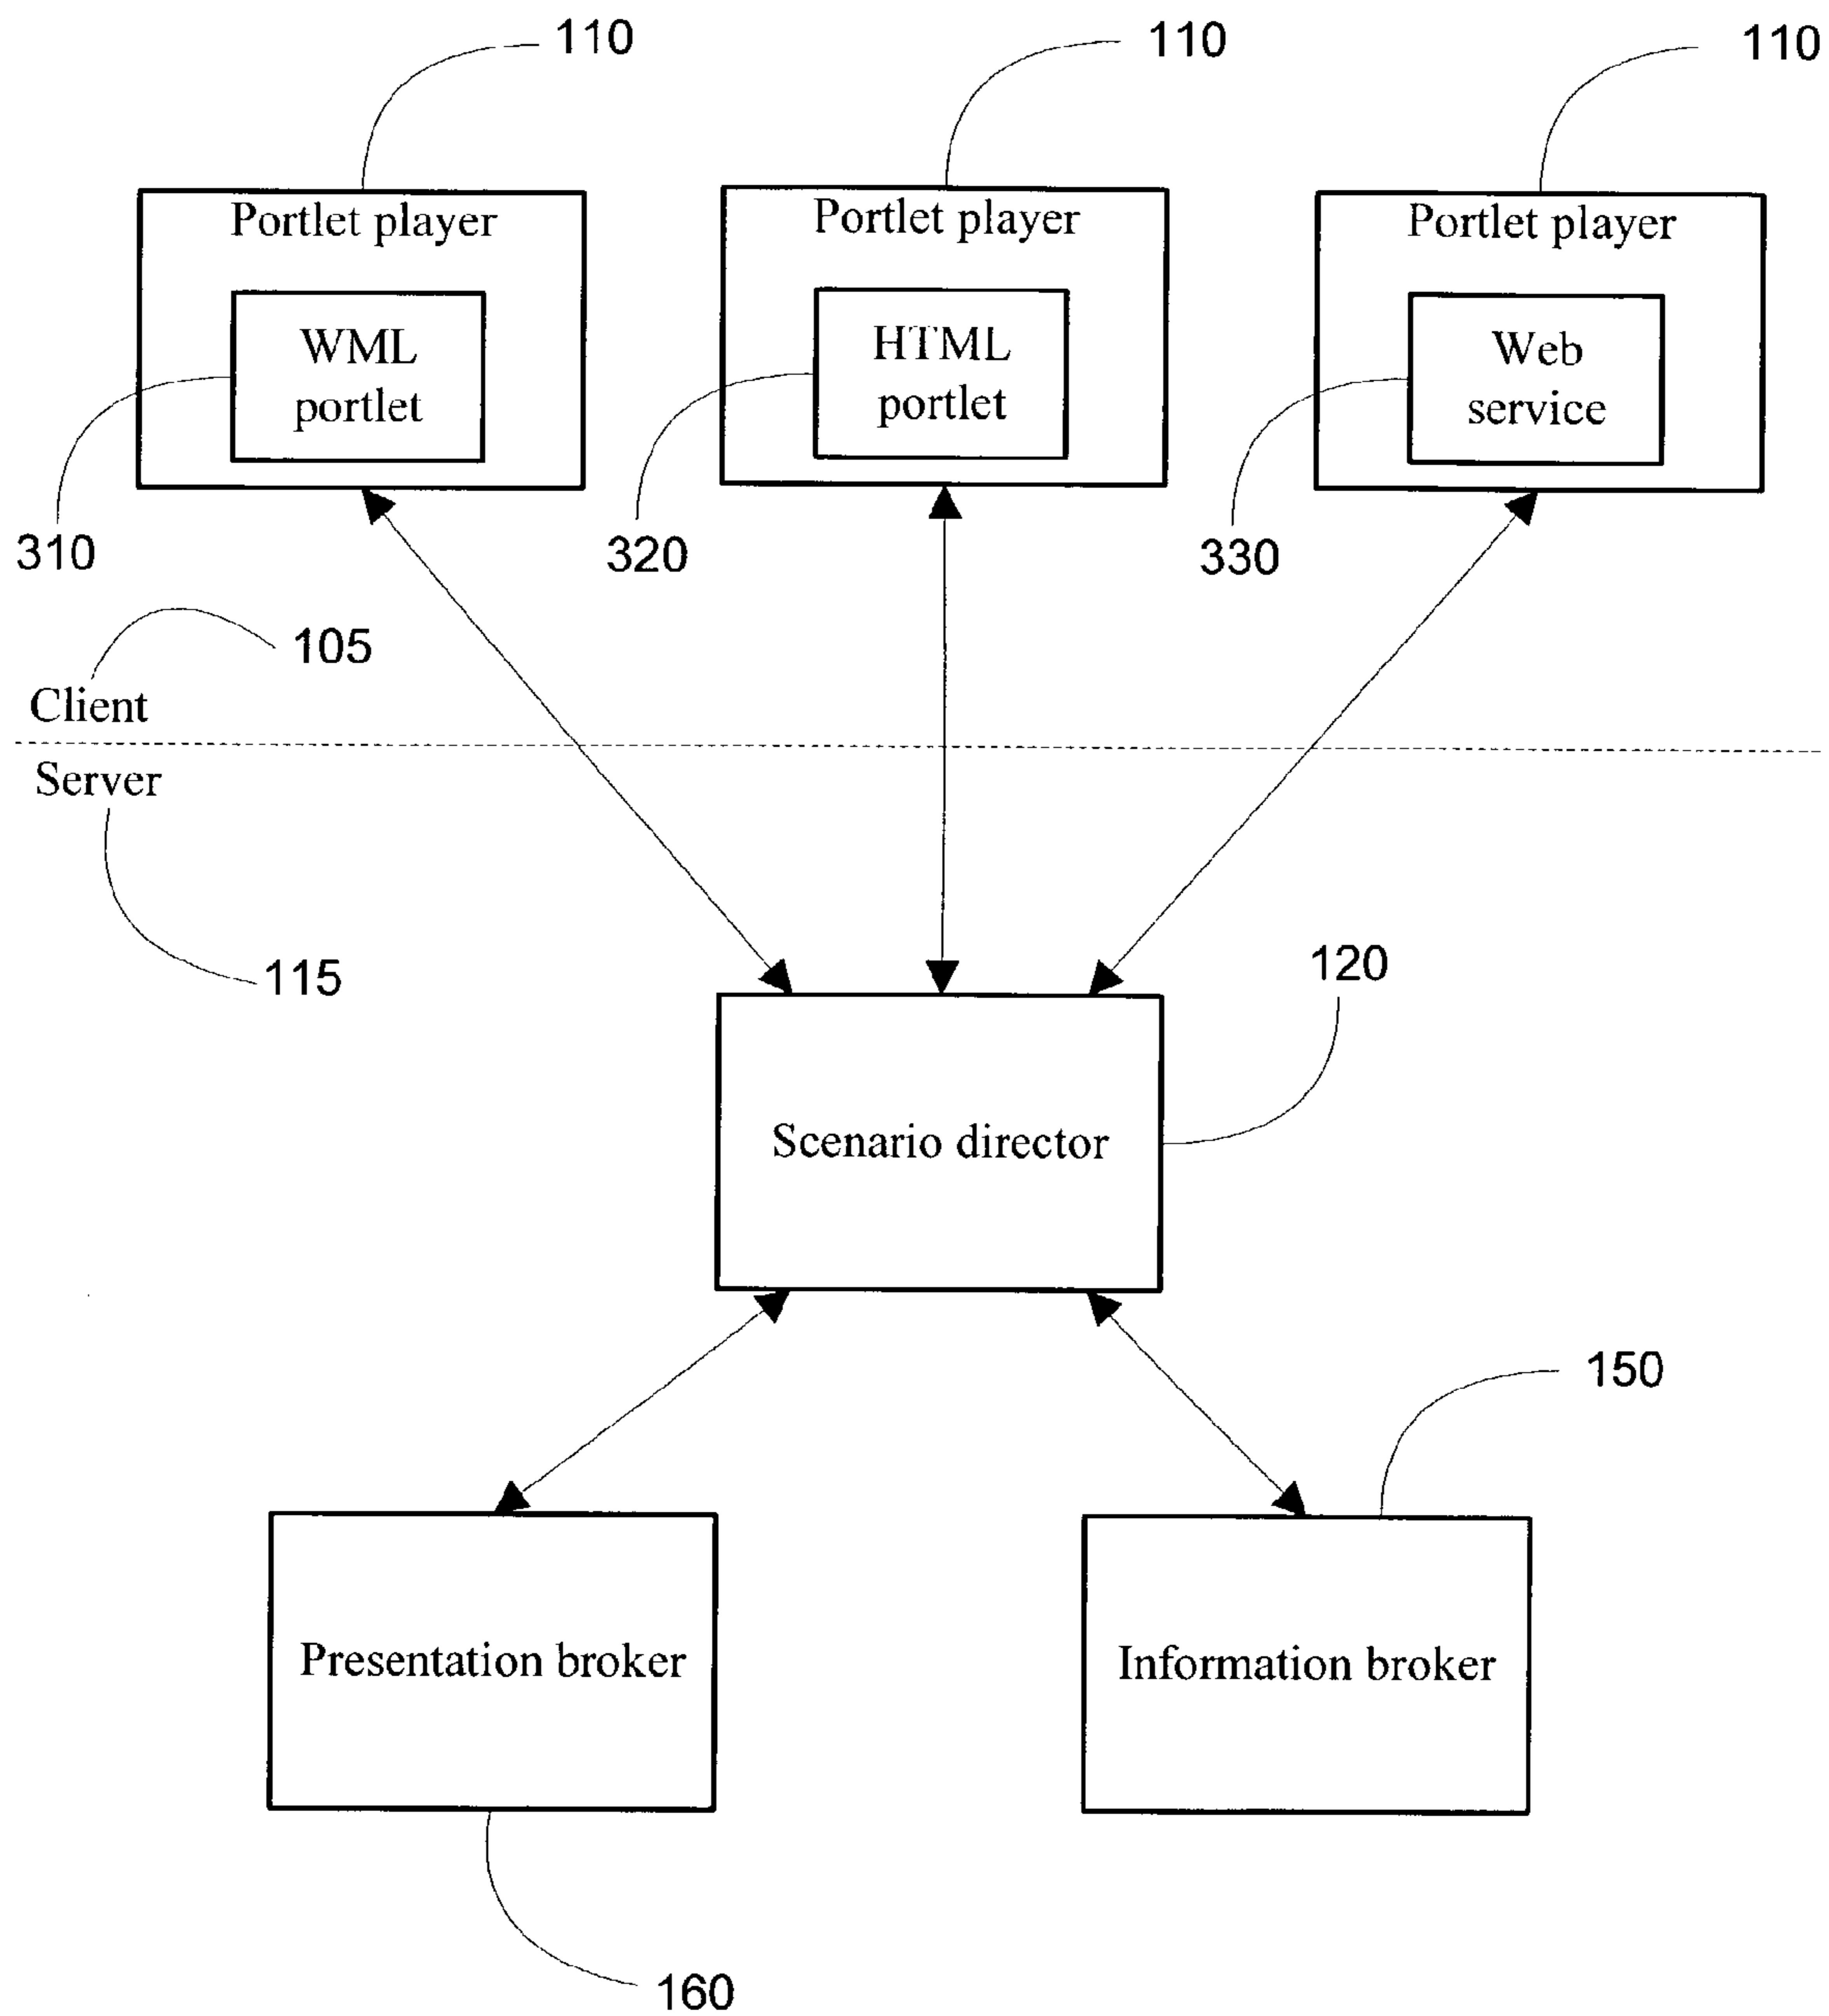 110
110
110
Portlet player
Portlet player
Portlet player
WML
portlet
HTML
portlet
Web
service
310
320
330
105
Client
Server
115
120
Scenario director
150
Presentation broker
Information broker
160